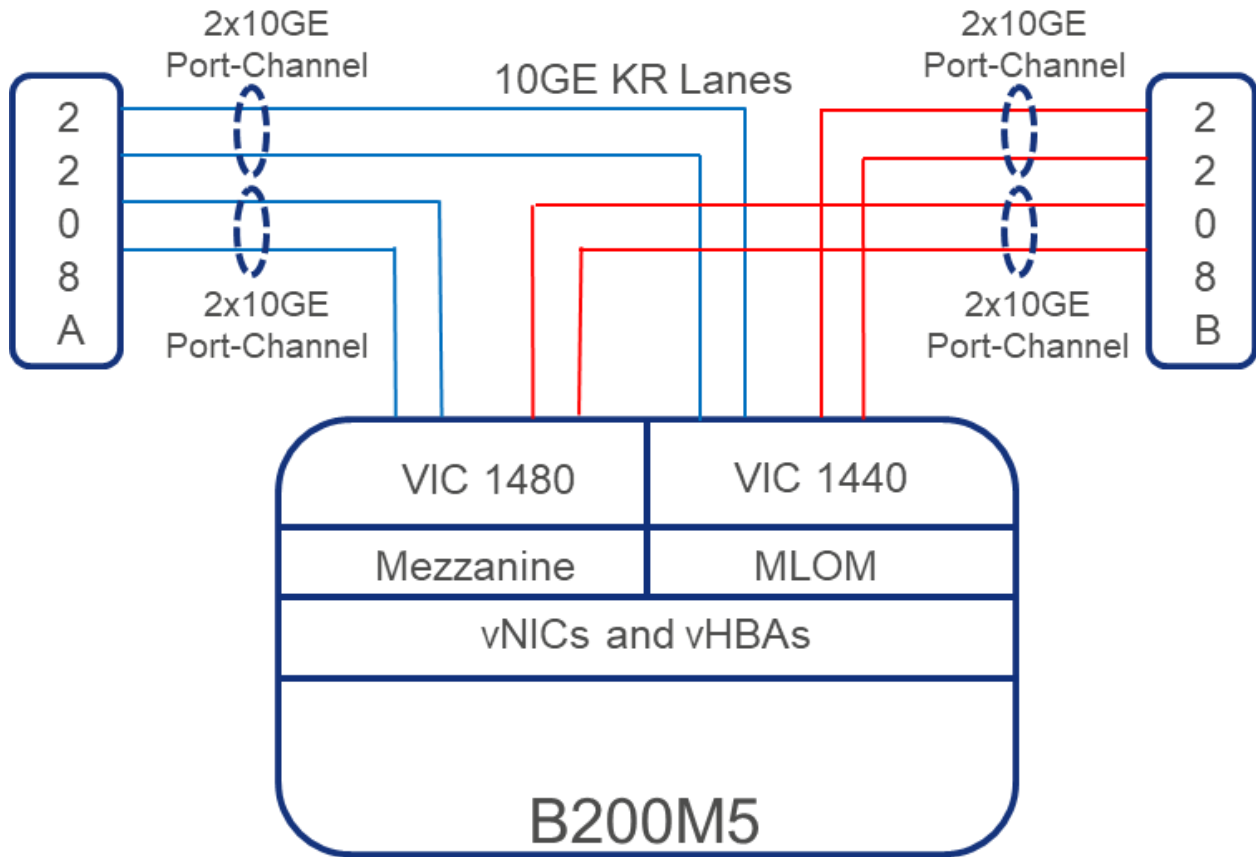 2x10GE
Port-Channel
10GE KR Lanes
2x10GE
Port-Channel
2
2
0
8
A
2
2
0
8
B
2x10GE
Port-Channel
2x10GE
Port-Channel
VIC 1480
VIC 1440
Mezzanine
MLOM
vNICs and vHBAs
B200M5